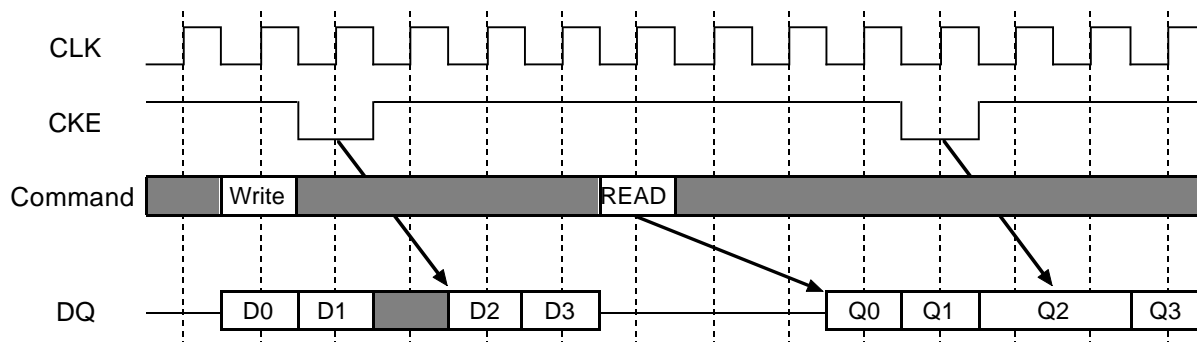 CLK
CKE
Command Write READ
DQ D0 D1 D2 D3 Q0 Q1 Q2 Q3